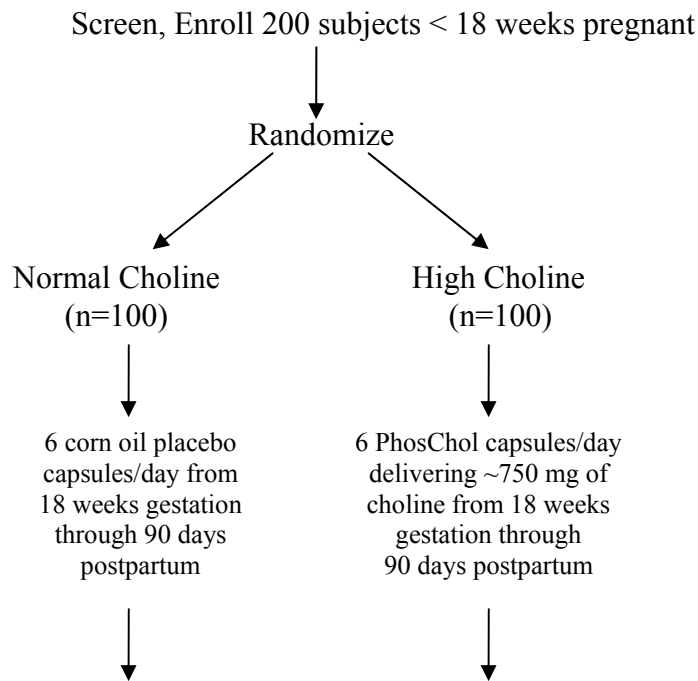 Screen, Enroll 200 subjects < 18 weeks pregnant
Randomize
Normal Choline
(n=100)
High Choline
(n=100)
6 corn oil placebo
capsules/day from
18 weeks gestation
through 90 days
postpartum
6 PhosChol capsules/day
delivering ~750 mg of
choline from 18 weeks
gestation through
90 days postpartum